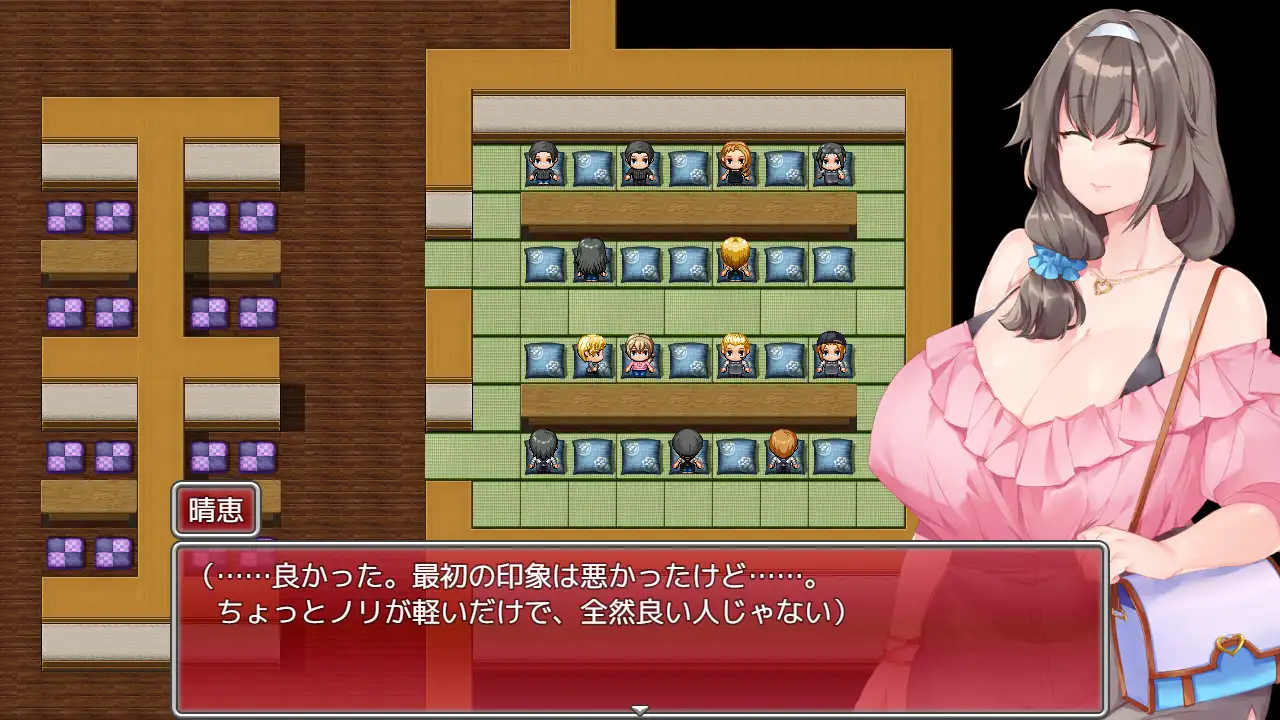 晴恵
(……良かった。最初の印象は悪かったけど……。
ちょっとノリが軽いだけで、全然良い人じゃない)